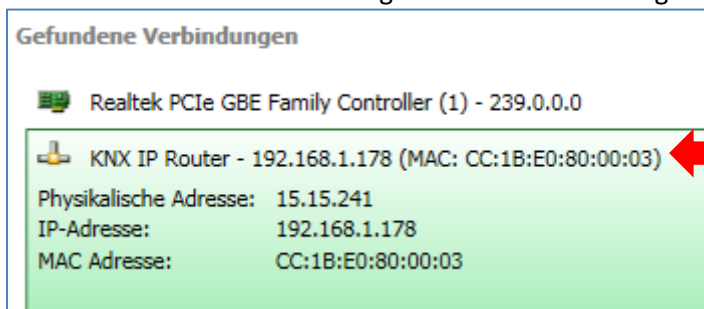 Gefundene Verbindungen
Realtek PCIe GBE Family Controller (1) - 239.0.0.0
KNX IP Router - 192.168.1.178 (MAC: CC:1B:E0:80:00:03)
Physikalische Adresse: 15.15.241
IP-Adresse: 192.168.1.178
MAC Adresse: CC:1B:E0:80:00:03